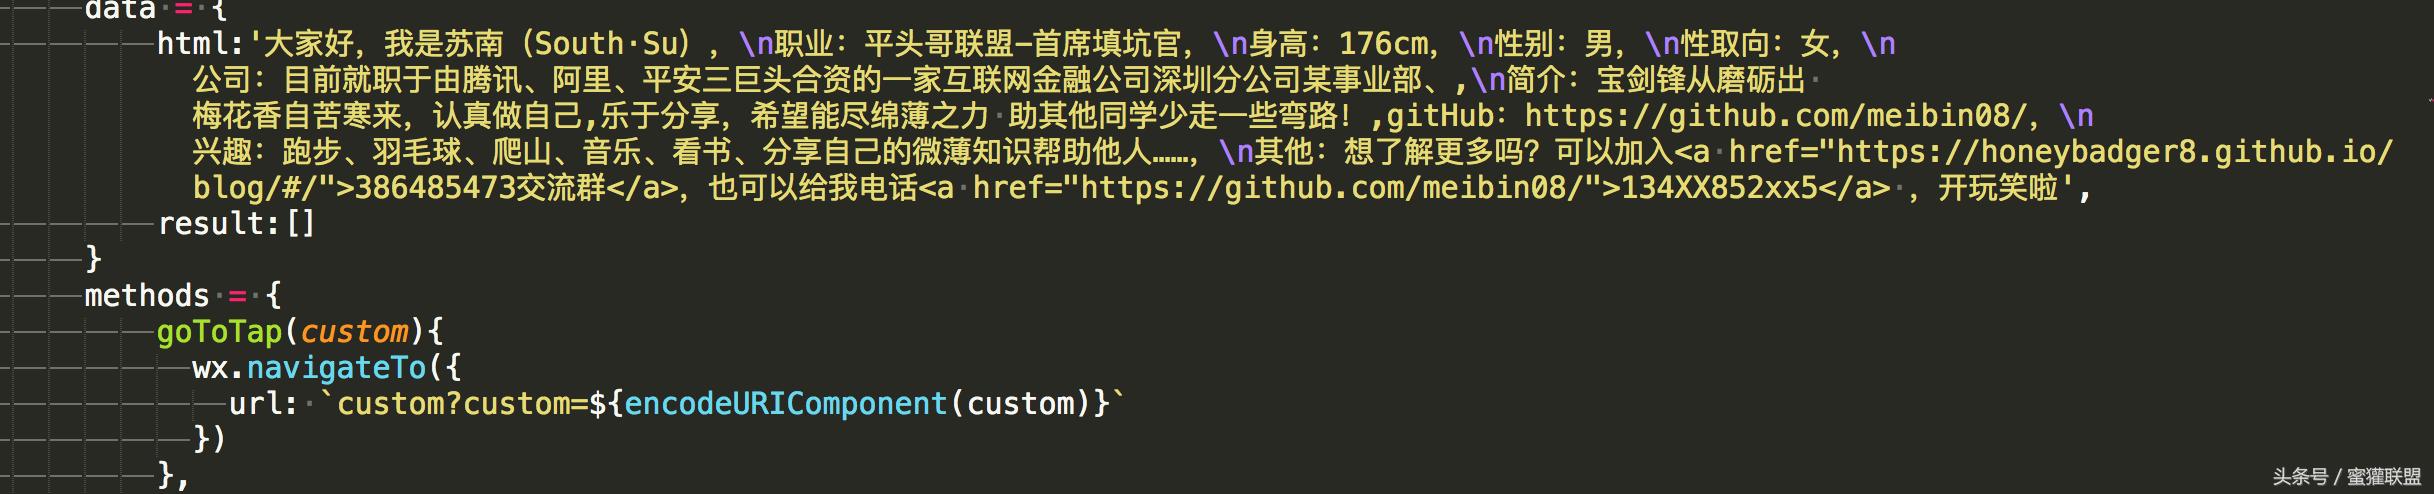 data = {
html:'大家好，我是苏南（South·Su），\n职业：平头哥联盟-首席填坑官，\n身高：176cm，\n性别：男，\n性取向：女，\n
公司：目前就职于由腾讯、阿里、平安三巨头合资的一家互联网金融公司深圳分公司某事业部、,\n简介：宝剑锋从磨砺出
梅花香自苦寒来，认真做自己,乐于分享，希望能尽绵薄之力 助其他同学少走一些弯路！,gitHub：https://github.com/meibin08/，\n
兴趣：跑步、羽毛球、爬山、音乐、看书、分享自己的微薄知识帮助他人……，\n其他：想了解更多吗？可以加入<a href="https://honeybadger8.github.io/
blog/#/">386485473交流群</a>，也可以给我电话<a href="https://github.com/meibin08/">134XX852xx5</a> ，开玩笑啦',
result:[]
}
methods = {
goToTap(custom){
wx.navigateTo({
url: `custom?custom=${encodeURIComponent(custom)}`
})
},
头条号 / 蜜獾联盟